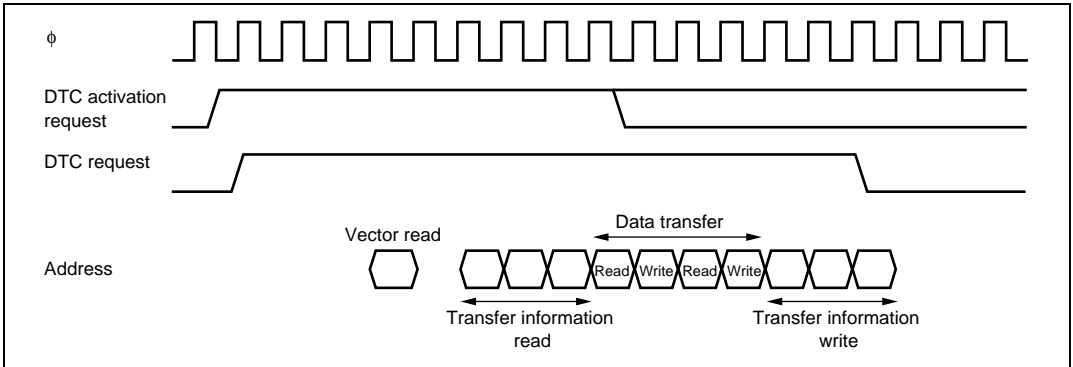 ϕ
DTC activation
request
DTC request
Data transfer
Vector read
Address
Read Write Read Write
Transfer information
read
Transfer information
write